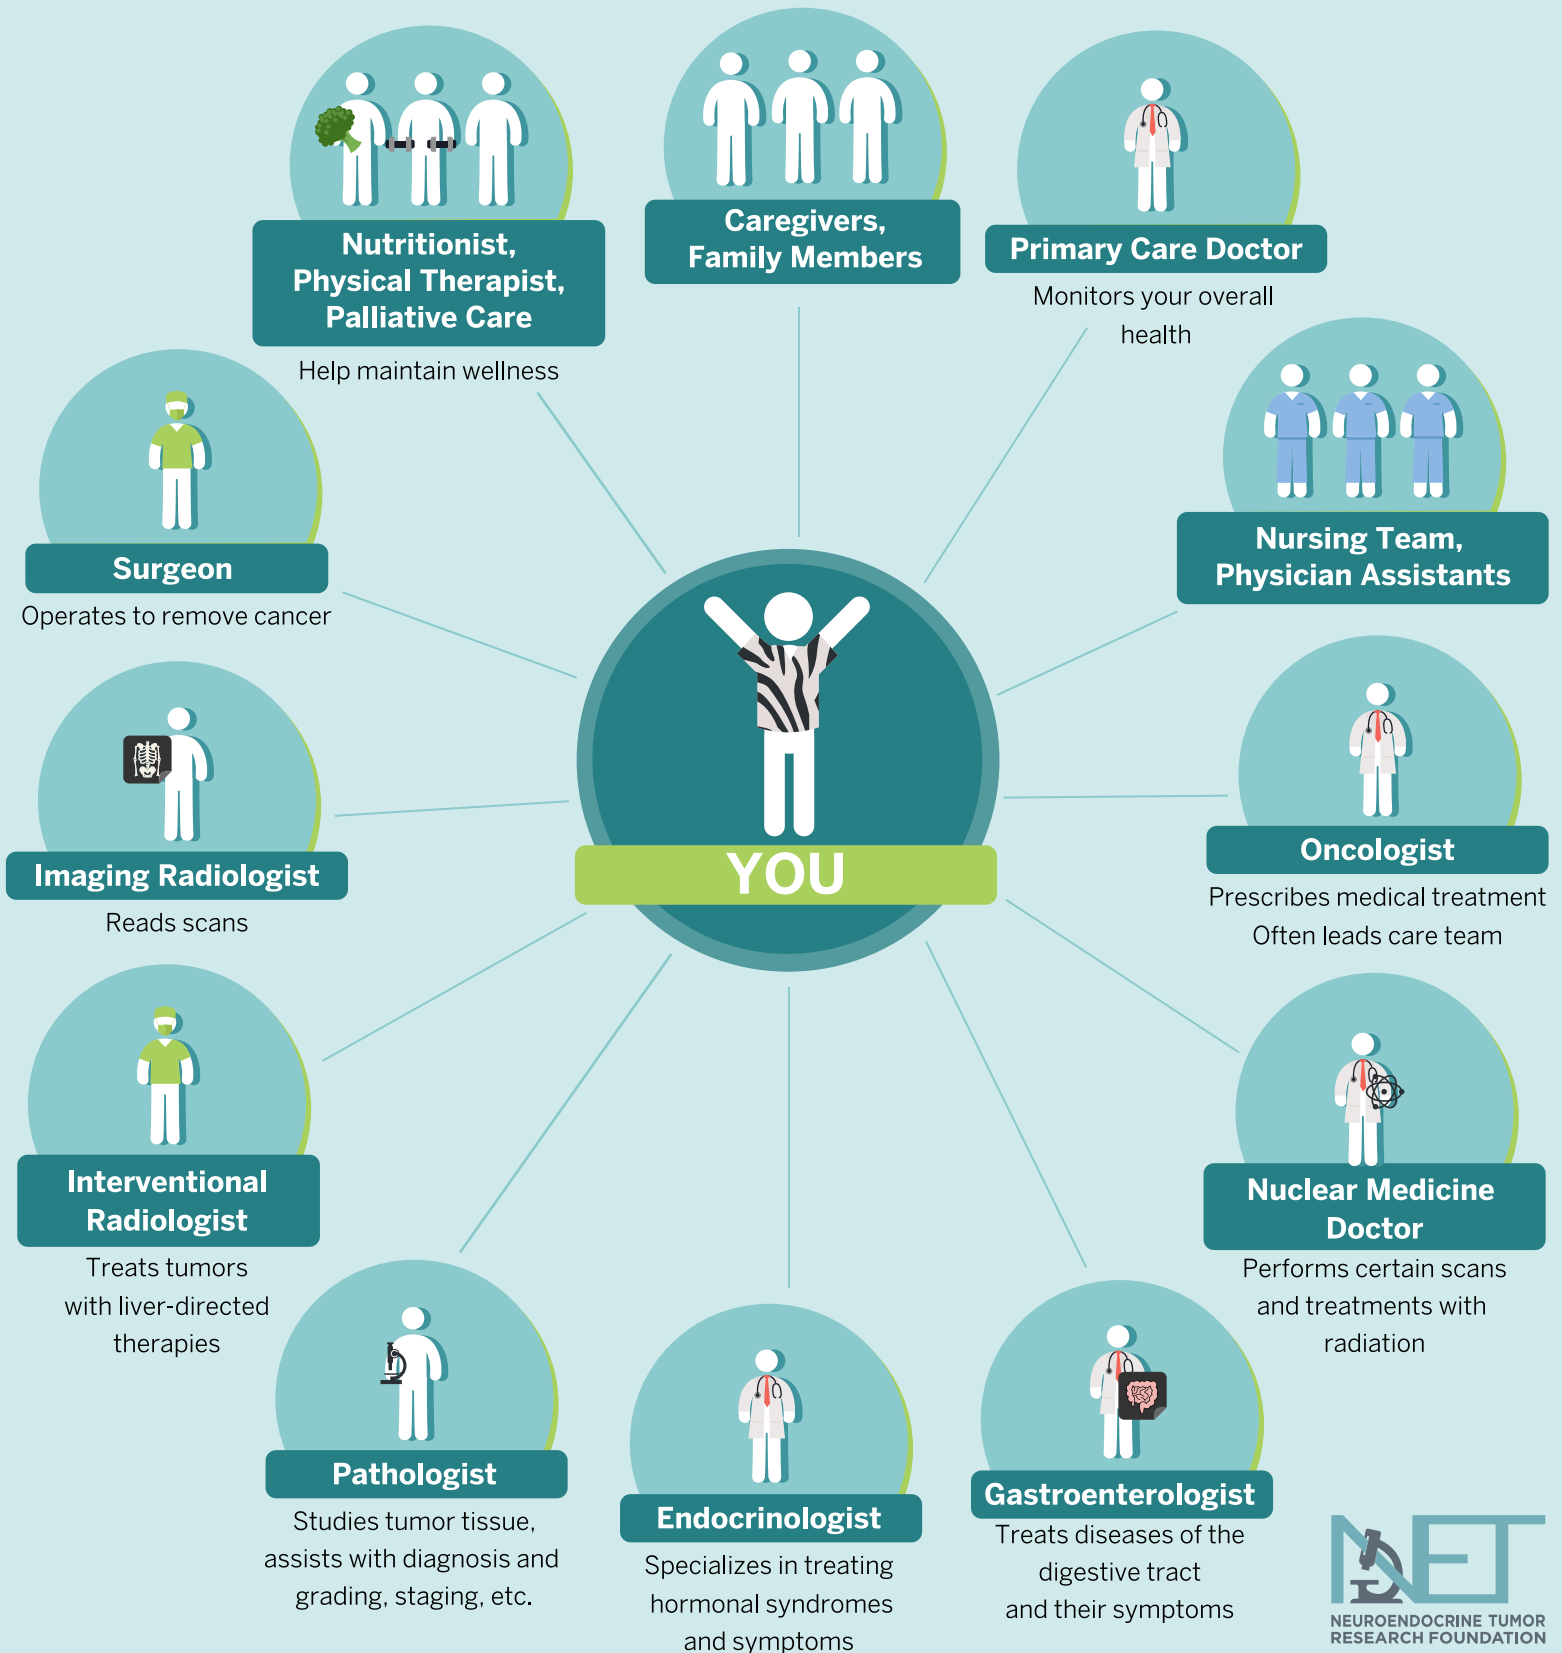 Nutritionist,
Physical Therapist,
Palliative Care
Help maintain wellness
Caregivers,
Family Members
Primary Care Doctor
Monitors your overall
health
Nursing Team,
Physician Assistants
Surgeon
Operates to remove cancer
Imaging Radiologist
Reads scans
YOU
Oncologist
Prescribes medical treatment
Often leads care team
Interventional
Radiologist
Treats tumors
with liver-directed
therapies
Nuclear Medicine
Doctor
Performs certain scans
and treatments with
radiation
Pathologist
Studies tumor tissue,
assists with diagnosis and
grading, staging, etc.
Endocrinologist
Specializes in treating
hormonal syndromes
and symptoms
Gastroenterologist
Treats diseases of the
digestive tract
and their symptoms
NET
NEUROENDOCRINE TUMOR
RESEARCH FOUNDATION